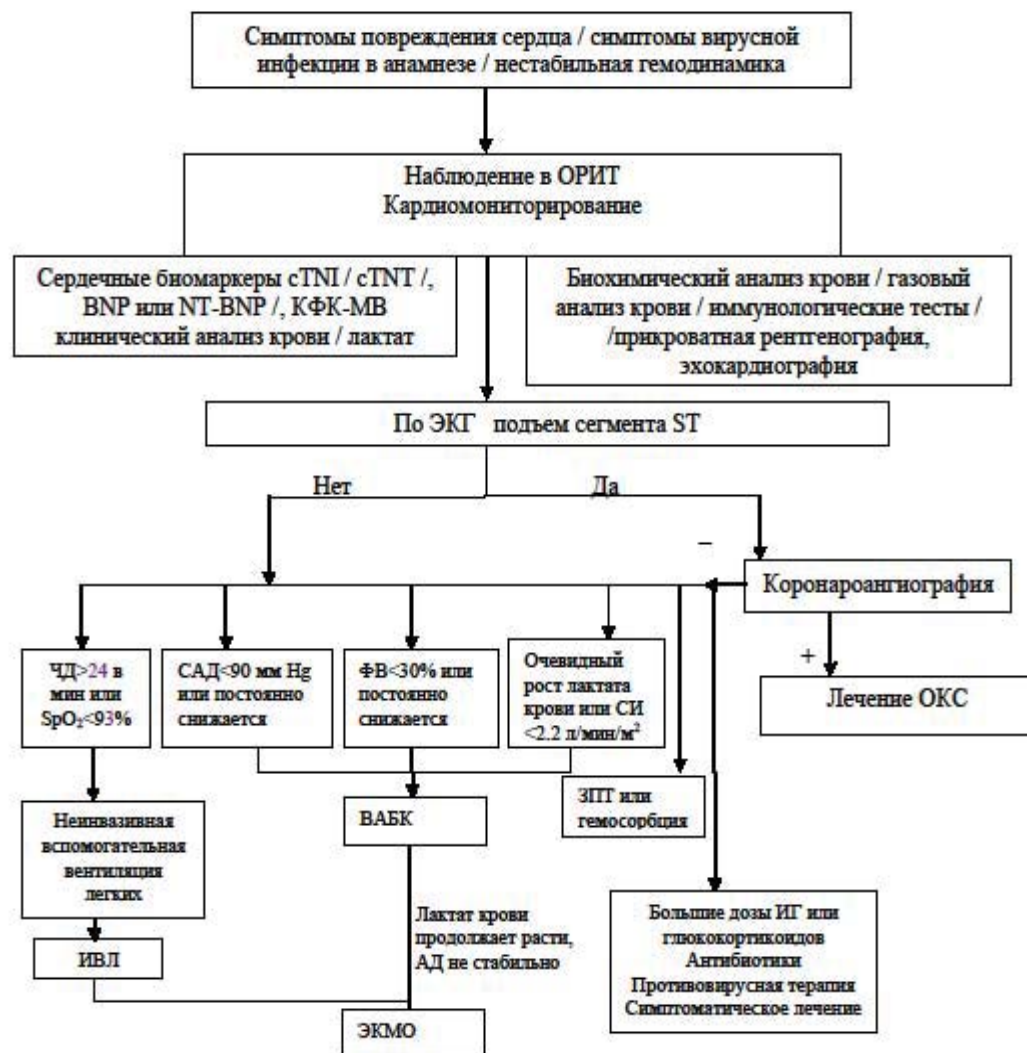 Симптомы повреждения сердца / симптомы вирусной
инфекции в анамнезе / нестабильная гемодинамика
Наблюдение в ОРИТ
Кардиомониторирование
Сердечные биомаркеры cTNI / cTNT /,
BNP или NT-BNP /, КФК-МВ
клинический анализ крови / лактат
Биохимический анализ крови / газовый
анализ крови / иммунологические тесты /
/прикроватная рентгенография,
эхокардиография
По ЭКГ подъем сегмента ST
Нет
Да
–
Коронароангиография
+
Лечение ОКС
ЧД>24 в
мин или
SpO₂<93%
САД<90 мм Hg
или постоянно
снижается
ФВ<30% или
постоянно
снижается
Очевидный
рост лактата
крови или СИ
<2.2 л/мин/м²
ЗПТ или
гемосорбция
Неинвазивная
вспомогательная
вентиляция
легких
ВАБК
ИВЛ
Лактат крови
продолжает расти,
АД не стабильно
Большие дозы ИГ или
глюкокортикоидов
Антибиотики
Противовирусная терапия
Симптоматическое лечение
ЭКМО